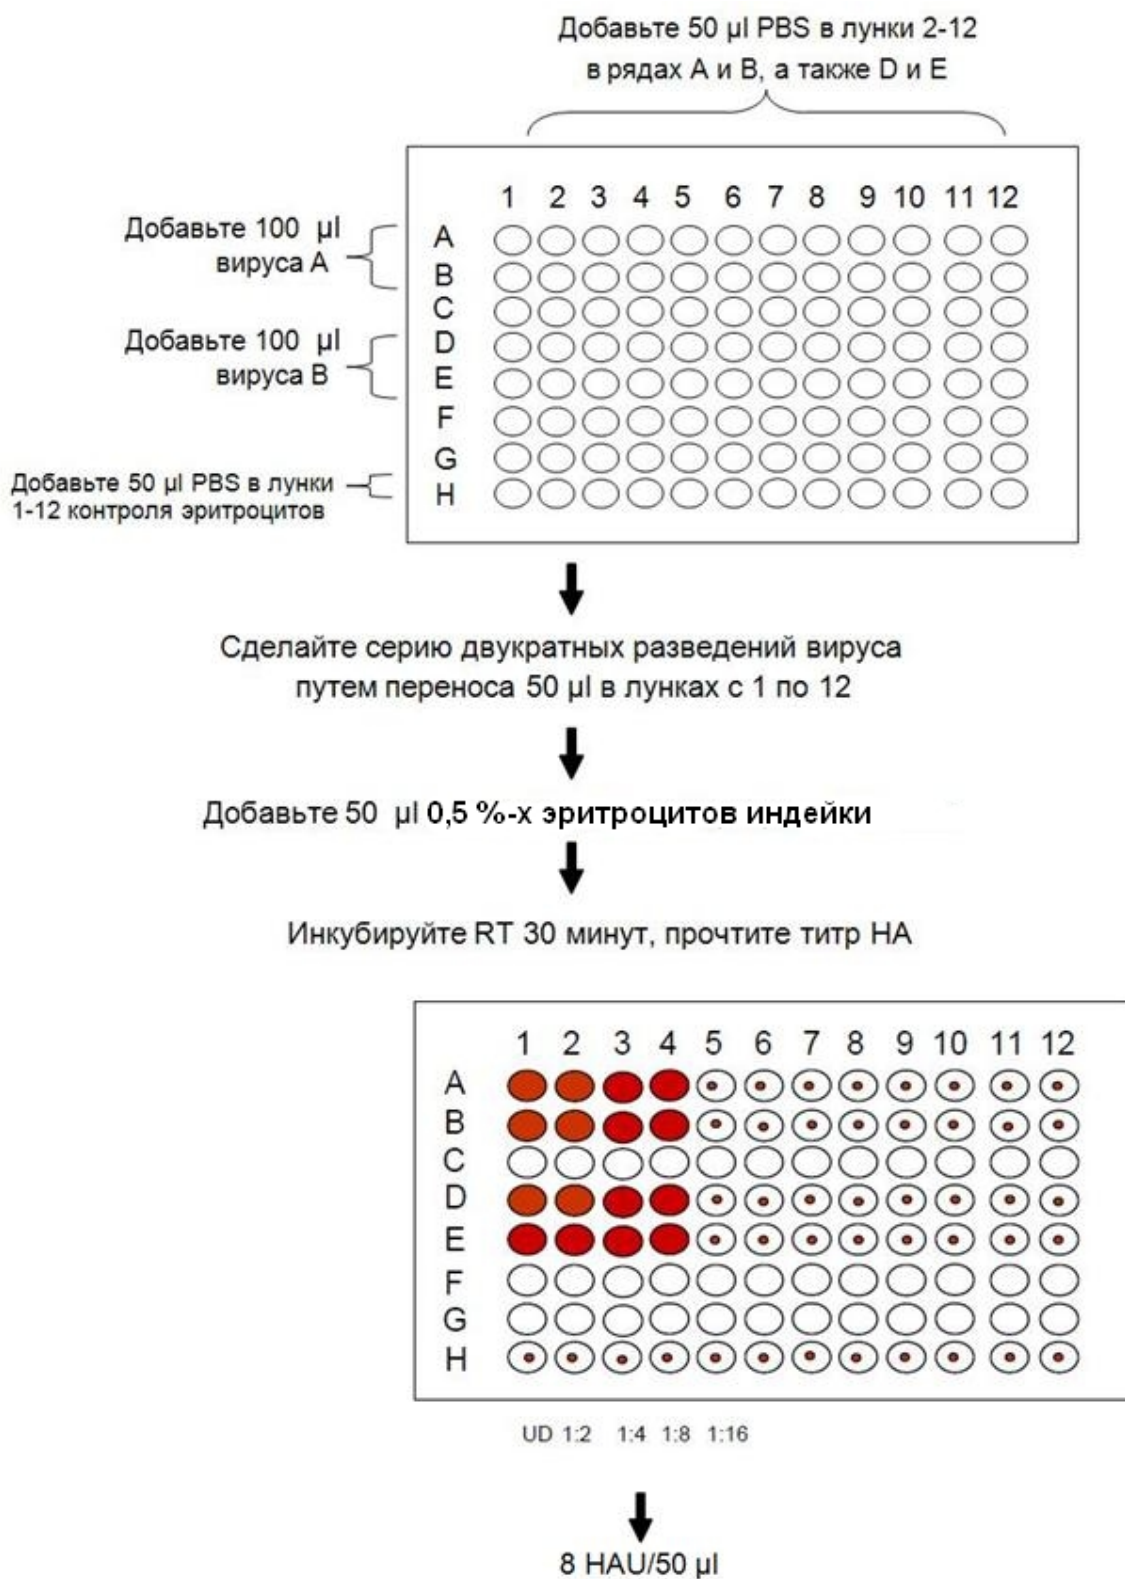 Добавьте 50 µl PBS в лунки 2-12
в рядах А и В, а также D и E
1 2 3 4 5 6 7 8 9 10 11 12
Добавьте 100 µl
вируса А
A
B
C
Добавьте 100 µl
вируса В
D
E
F
G
Добавьте 50 µl PBS в лунки
1-12 контроля эритроцитов
H
Сделайте серию двукратных разведений вируса
путем переноса 50 µl в лунках с 1 по 12
Добавьте 50 µl 0,5 %-х эритроцитов индейки
Инкубируйте RT 30 минут, прочтите титр НА
1 2 3 4 5 6 7 8 9 10 11 12
A
B
C
D
E
F
G
H
UD 1:2 1:4 1:8 1:16
8 HAU/50 µl